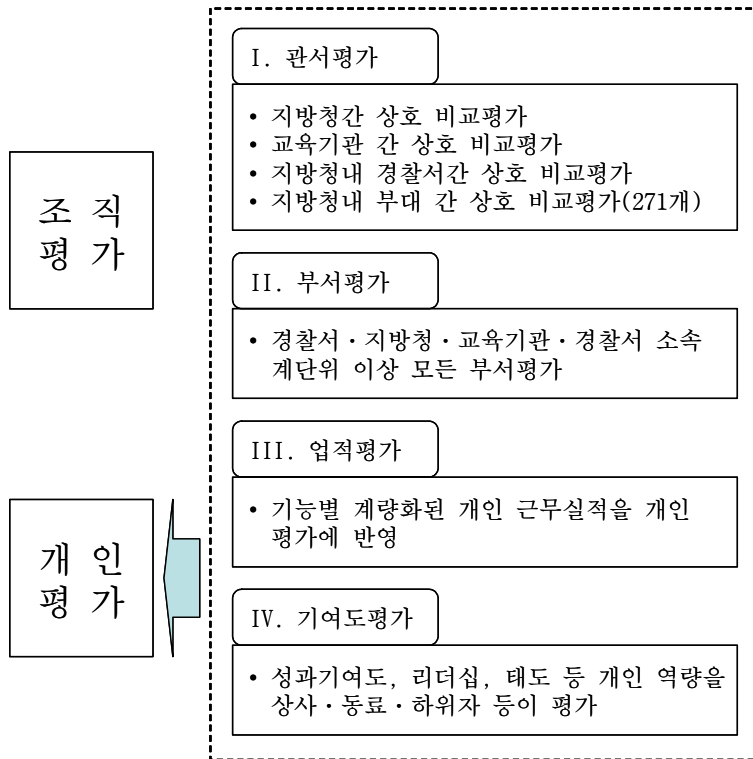 조 직
평 가
I. 관서평가
• 지방청간 상호 비교평가
• 교육기관 간 상호 비교평가
• 지방청내 경찰서간 상호 비교평가
• 지방청내 부대 간 상호 비교평가(271개)
II. 부서평가
• 경찰서·지방청·교육기관·경찰서 소속
계단위 이상 모든 부서평가
개 인
평 가
III. 업적평가
• 기능별 계량화된 개인 근무실적을 개인
평가에 반영
IV. 기여도평가
• 성과기여도, 리더십, 태도 등 개인 역량을
상사·동료·하위자 등이 평가